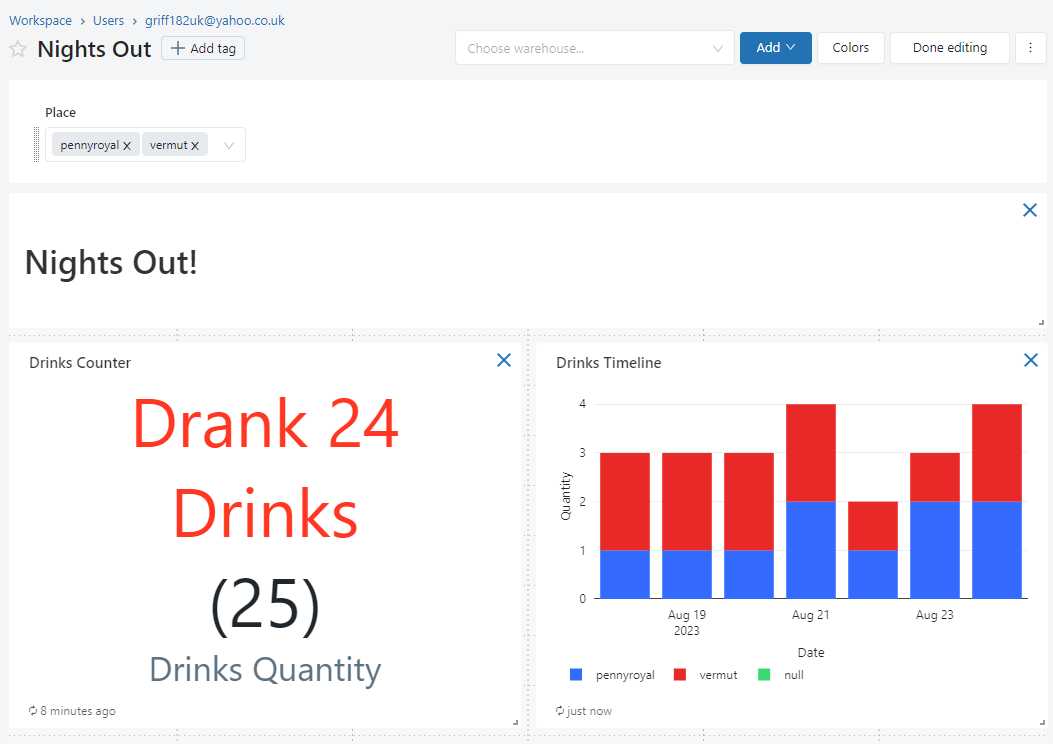 Workspace › Users › griff182uk@yahoo.co.uk
Nights Out + Add tag Choose warehouse... Add Colors Done editing
Place
pennyroyal x vermut x
Nights Out!
Drinks Counter
Drank 24
Drinks
(25)
Drinks Quantity
8 minutes ago
Drinks Timeline
Quantity
4
3
2
1
0
Aug 19 Aug 21 Aug 23
2023
Date
pennyroyal vermut null
just now